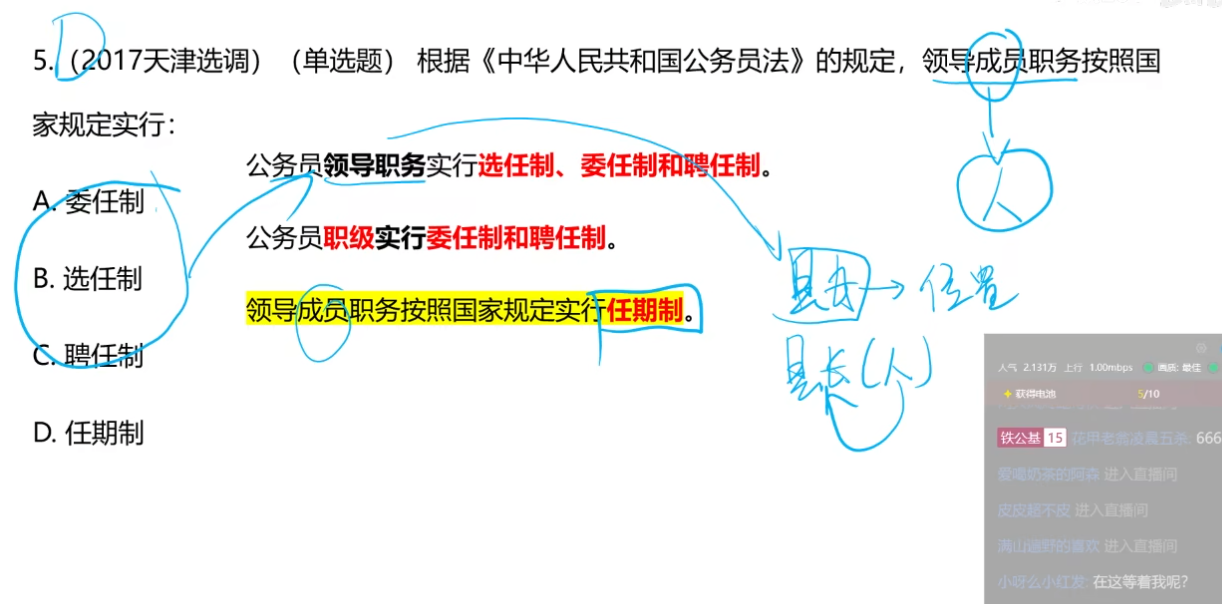 D
5.（2017天津选调）（单选题） 根据《中华人民共和国公务员法》的规定，领导成员职务按照国
家规定实行：
公务员领导职务实行选任制、委任制和聘任制。
A. 委任制
公务员职级实行委任制和聘任制。
B. 选任制
领导成员职务按照国家规定实行任期制。
C. 聘任制
D. 任期制
人
县长 → 位置
县长（人）
人气 2.131万 上行 1.00mbps 画质: 最佳
获得电池 5/10
铁公基 15 花甲老翁凌晨五杀: 666
爱喝奶茶的阿森 进入直播间
皮皮超不皮 进入直播间
满山遍野的喜欢 进入直播间
小呀么小红发: 在这等着我呢?